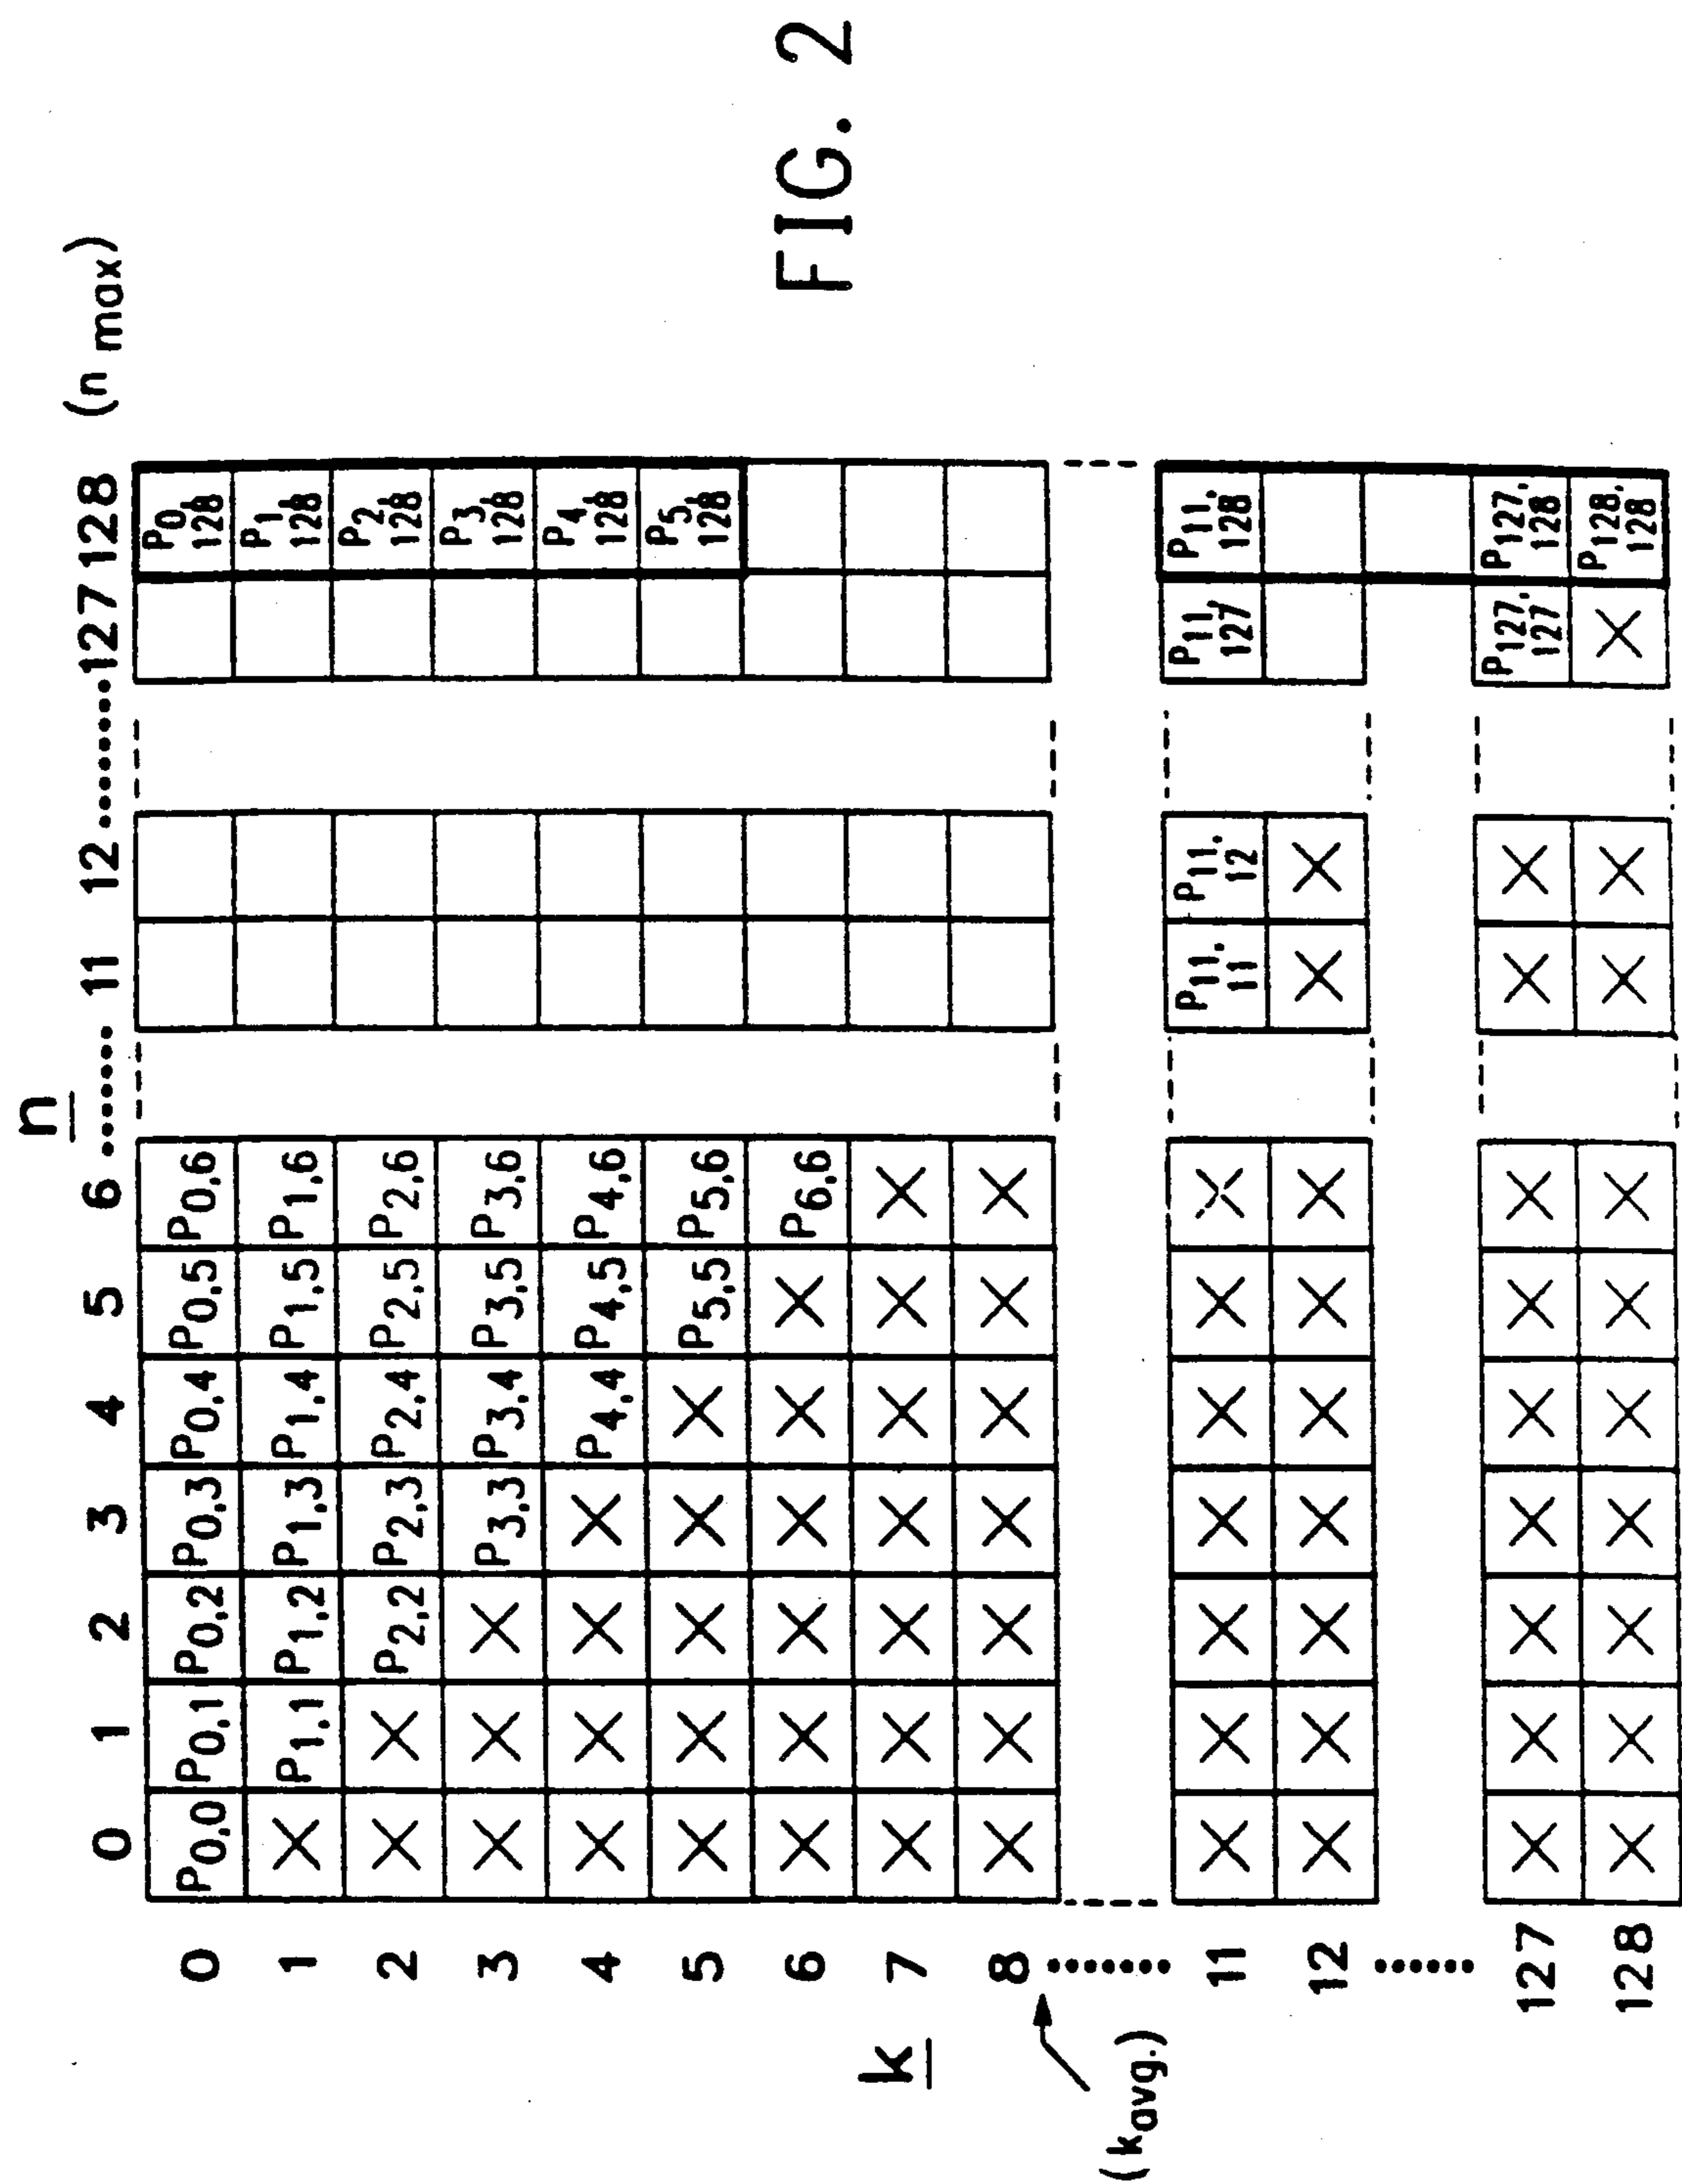 n
0 1 2 3 4 5 6 ....... 11 12 ....... 127 128 (n max)
k
0 P0,0 P0,1 P0,2 P0,3 P0,4 P0,5 P0,6 P0, 128
1 X P1,1 P1,2 P1,3 P1,4 P1,5 P1,6 P1, 128
2 X X P2,2 P2,3 P2,4 P2,5 P2,6 P2, 128
3 X X X P3,3 P3,4 P3,5 P3,6 P3, 128
4 X X X X P4,4 P4,5 P4,6 P4, 128
5 X X X X X P5,5 P5,6 P5, 128
6 X X X X X X P6,6
7 X X X X X X X
8 X X X X X X X
(kavg.)
.......
11 X X X X X X X P11, 11 P11, 12 P11, 127 P11, 128
12 X X X X X X X X X
......
127 X X X X X X X X X P127, 127 P127, 128
128 X X X X X X X X X X P128, 128
FIG. 2